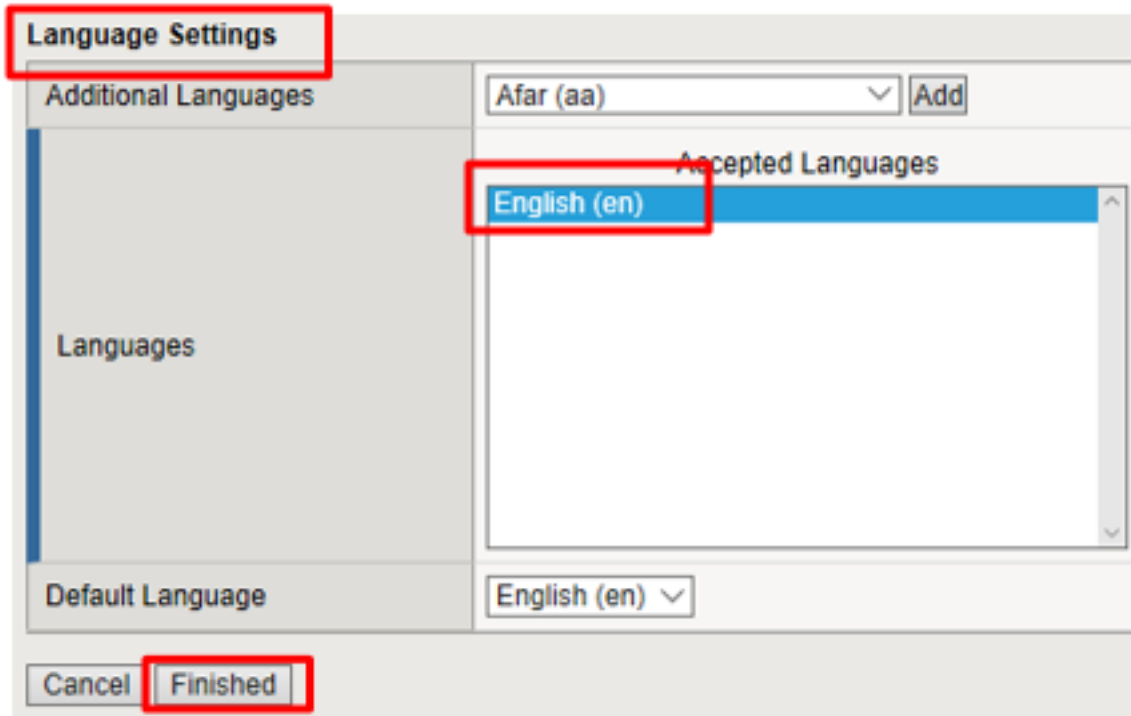 Language Settings
Additional Languages
Afar (aa)
Add
Accepted Languages
English (en)
Languages
Default Language
English (en)
Cancel
Finished